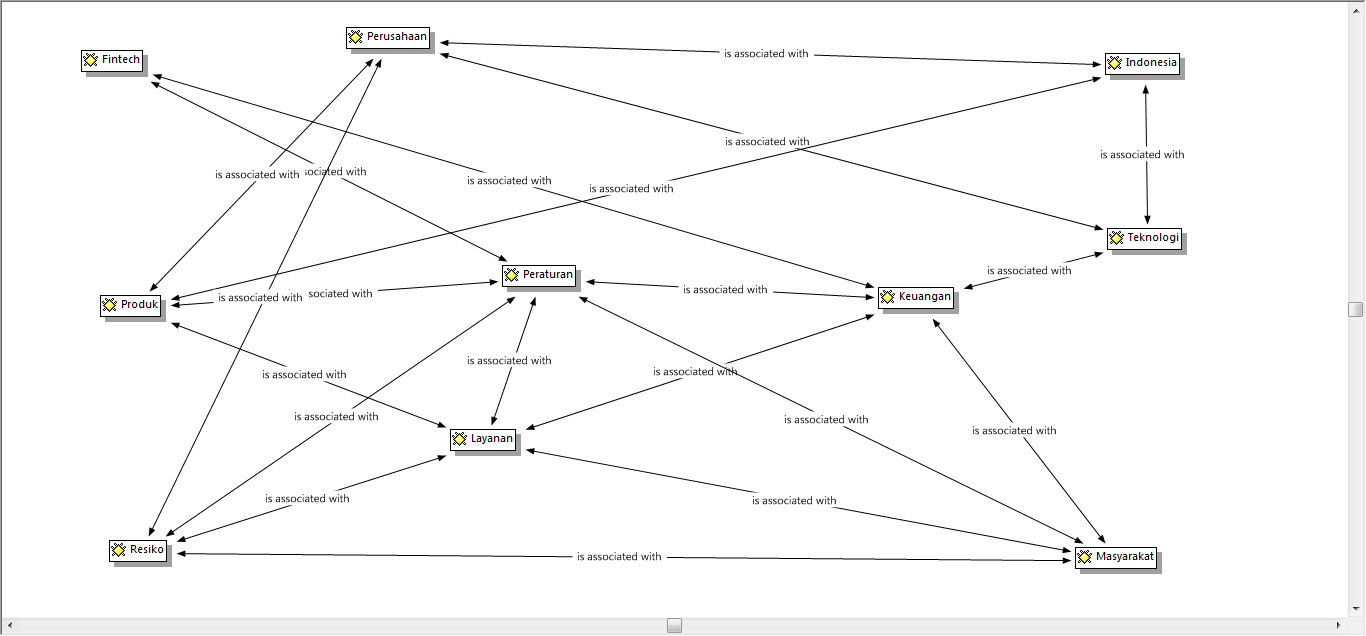 Perusahaan
Fintech
is associated with
Indonesia
is associated with
is associated with
is associated with
sociated with
is associated with
is associated with
Teknologi
is associated with
Peraturan
is associated with
Keuangan
is associated with
sociated with
Produk
is associated with
is associated with
is associated with
is associated with
is associated with
is associated with
Layanan
is associated with
is associated with
Resiko
is associated with
Masyarakat